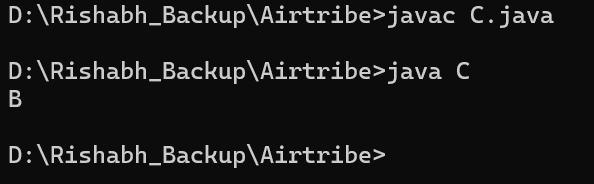 D:\Rishabh_Backup\Airtribe>javac C.java
D:\Rishabh_Backup\Airtribe>java C
B
D:\Rishabh_Backup\Airtribe>